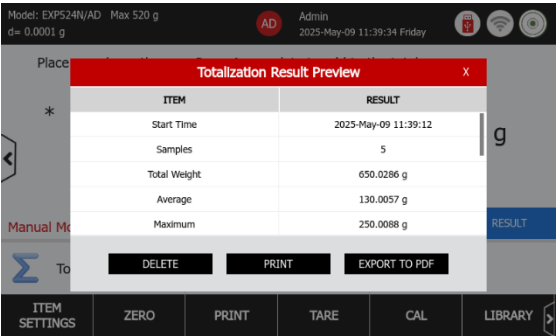 Model: EXP524N/AD Max 520 g
d= 0.0001 g
AD
Admin
2025-May-09 11:39:34 Friday
Place
Totalization Result Preview X
ITEM RESULT
Start Time 2025-May-09 11:39:12
Samples 5
Total Weight 650.0286 g
Average 130.0057 g
Maximum 250.0088 g
* g
Manual Mo
RESULT
To
DELETE PRINT EXPORT TO PDF
ITEM SETTINGS ZERO PRINT TARE CAL LIBRARY